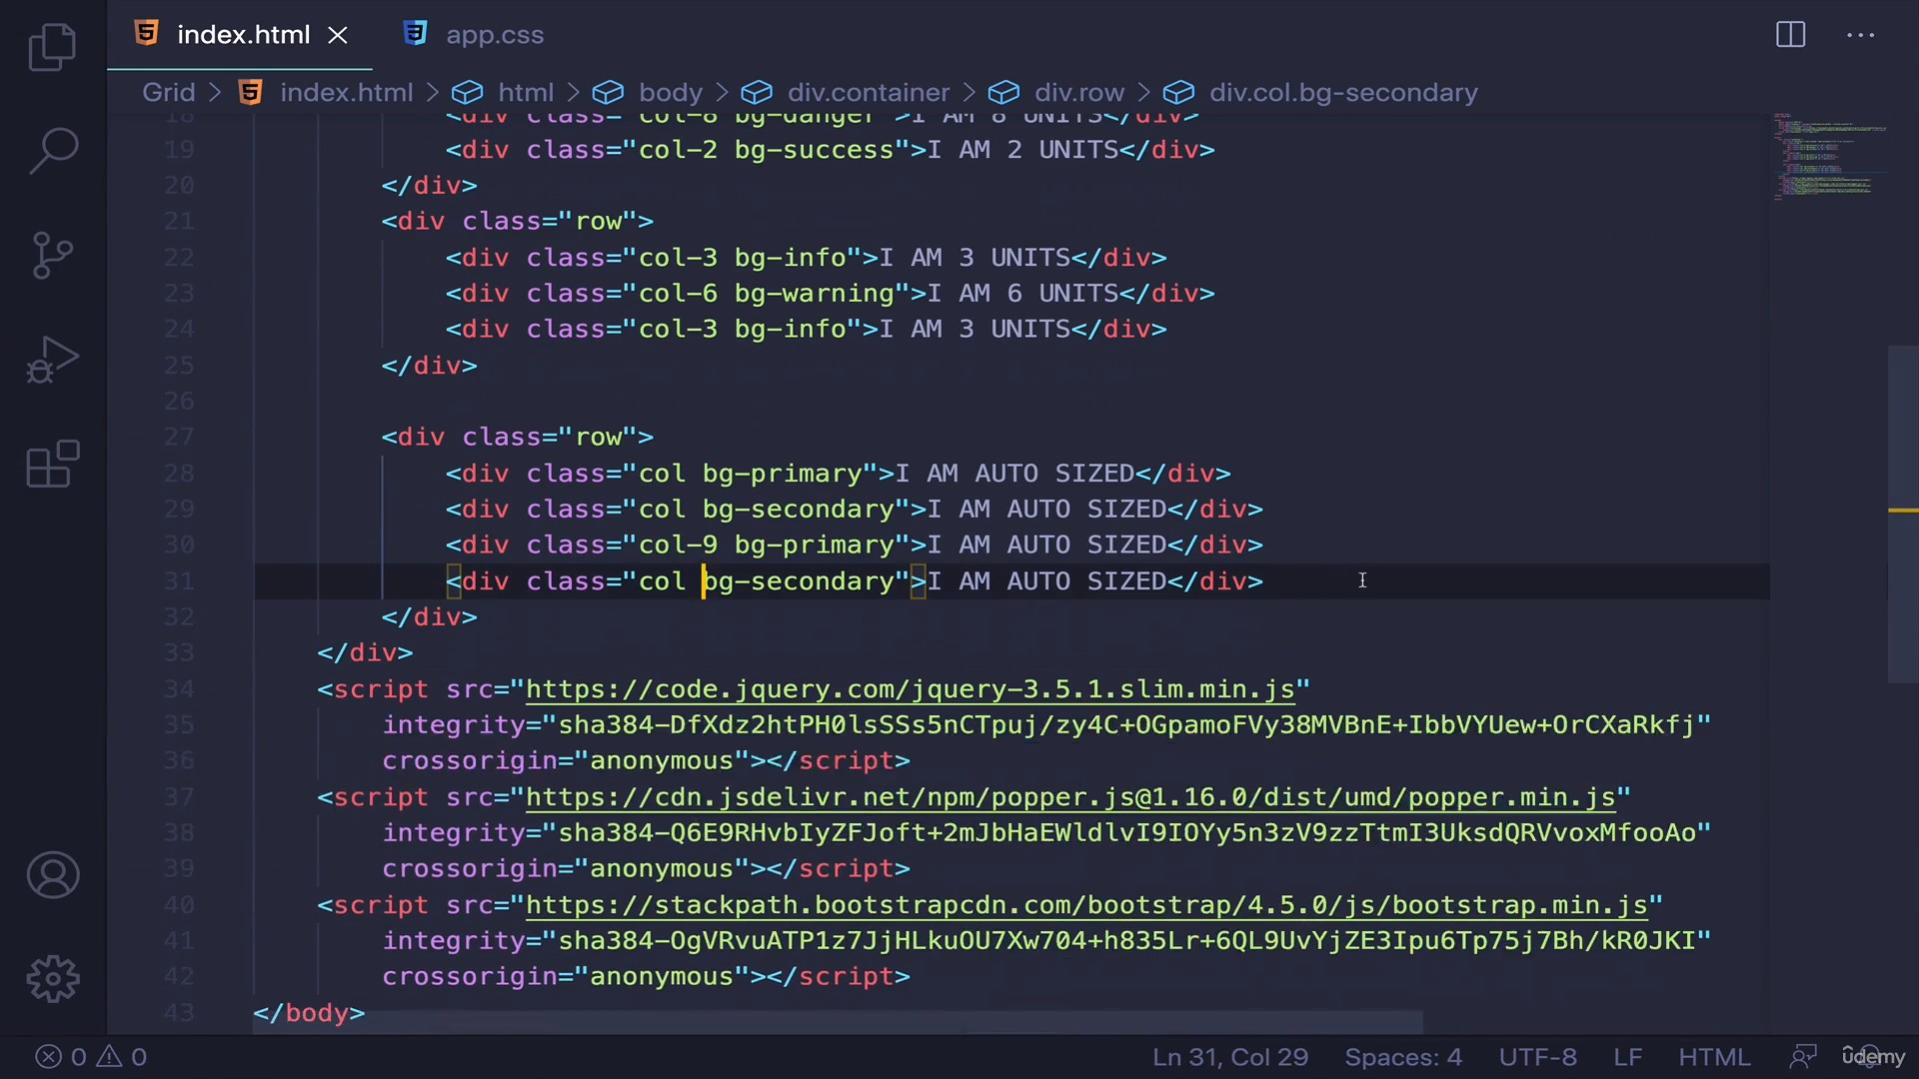 index.html
app.css
Grid > index.html > html > body > div.container > div.row > div.col.bg-secondary
18 <div class="col-8 bg-danger">I AM 8 UNITS</div>
19 <div class="col-2 bg-success">I AM 2 UNITS</div>
20 </div>
21 <div class="row">
22 <div class="col-3 bg-info">I AM 3 UNITS</div>
23 <div class="col-6 bg-warning">I AM 6 UNITS</div>
24 <div class="col-3 bg-info">I AM 3 UNITS</div>
25 </div>
26
27 <div class="row">
28 <div class="col bg-primary">I AM AUTO SIZED</div>
29 <div class="col bg-secondary">I AM AUTO SIZED</div>
30 <div class="col-9 bg-primary">I AM AUTO SIZED</div>
31 <div class="col bg-secondary">I AM AUTO SIZED</div>
32 </div>
33 </div>
34 <script src="https://code.jquery.com/jquery-3.5.1.slim.min.js"
35 integrity="sha384-DfXdz2htPH0lsSSs5nCTpuj/zy4C+OGpamoFVy38MVBnE+IbbVYUew+OrCXaRkfj"
36 crossorigin="anonymous"></script>
37 <script src="https://cdn.jsdelivr.net/npm/popper.js@1.16.0/dist/umd/popper.min.js"
38 integrity="sha384-Q6E9RHvbIyZFJoft+2mJbHaEWldlvI9IOYy5n3zV9zzTtmI3UksdQRVvoxMfooAo"
39 crossorigin="anonymous"></script>
40 <script src="https://stackpath.bootstrapcdn.com/bootstrap/4.5.0/js/bootstrap.min.js"
41 integrity="sha384-OgVRvuATP1z7JjHLkuOU7Xw704+h835Lr+6QL9UvYjZE3Ipu6Tp75j7Bh/kR0JKI"
42 crossorigin="anonymous"></script>
43 </body>
0 0 Ln 31, Col 29 Spaces: 4 UTF-8 LF HTML udemy